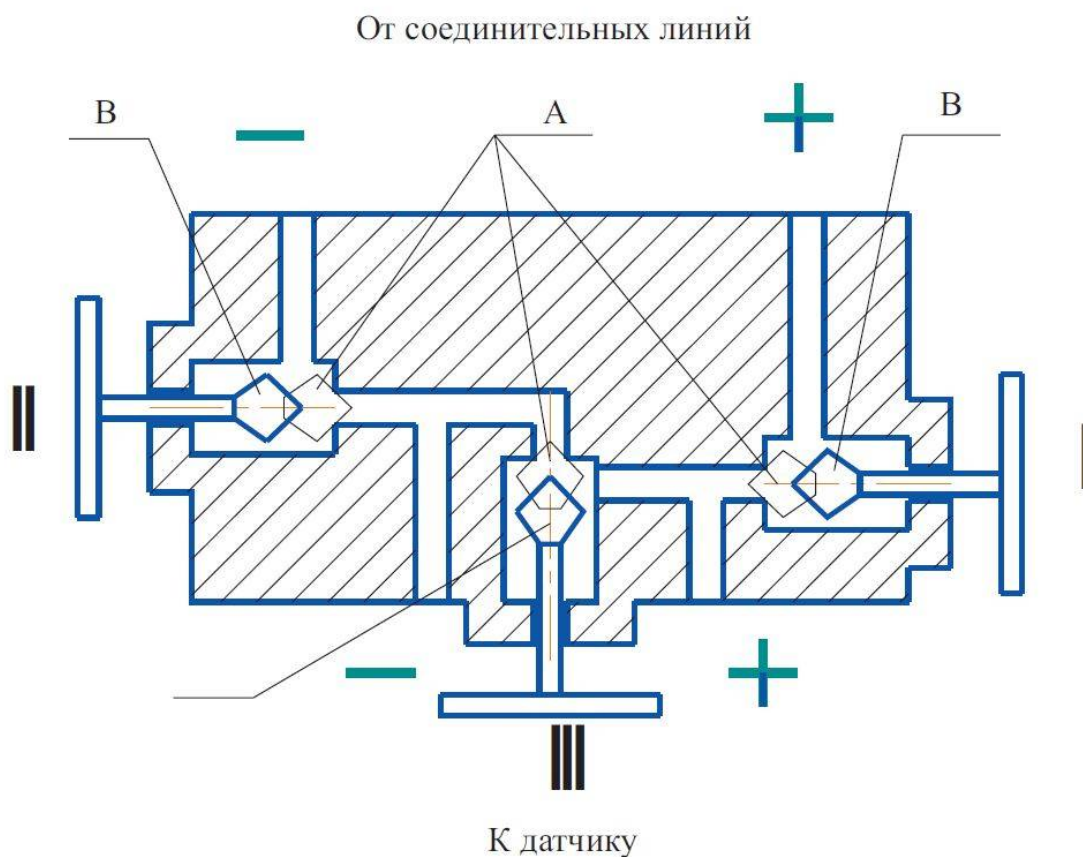 От соединительных линий
В
А
В
II
I
III
К датчику